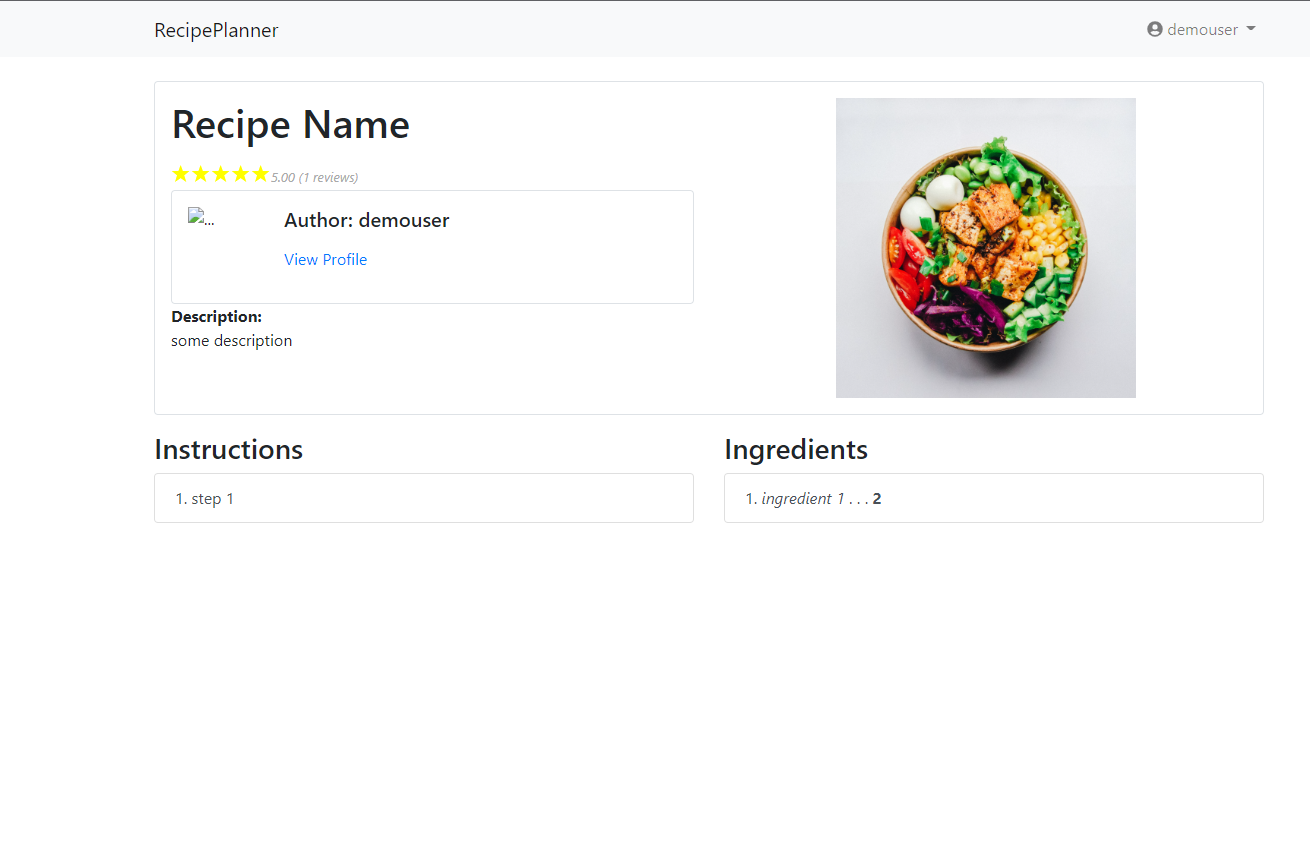 RecipePlanner
demouser
Recipe Name
5.00 (1 reviews)
...
Author: demouser
View Profile
Description:
some description
Instructions
1. step 1
Ingredients
1. ingredient 1 . . . 2